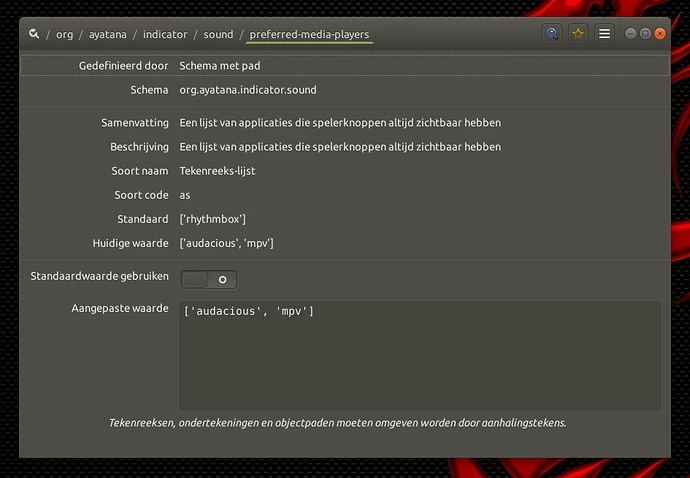 / org / ayatana / indicator / sound / preferred-media-players
Gedefinieerd door Schema met pad
Schema org.ayatana.indicator.sound
Samenvatting Een lijst van applicaties die spelerknoppen altijd zichtbaar hebben
Beschrijving Een lijst van applicaties die spelerknoppen altijd zichtbaar hebben
Soort naam Tekenreeks-lijst
Soort code as
Standaard ['rhythmbox']
Huidige waarde ['audacious', 'mpv']
Standaardwaarde gebruiken
Aangepaste waarde ['audacious', 'mpv']
Tekenreeksen, ondertekeningen en objectpaden moeten omgeven worden door aanhalingstekens.